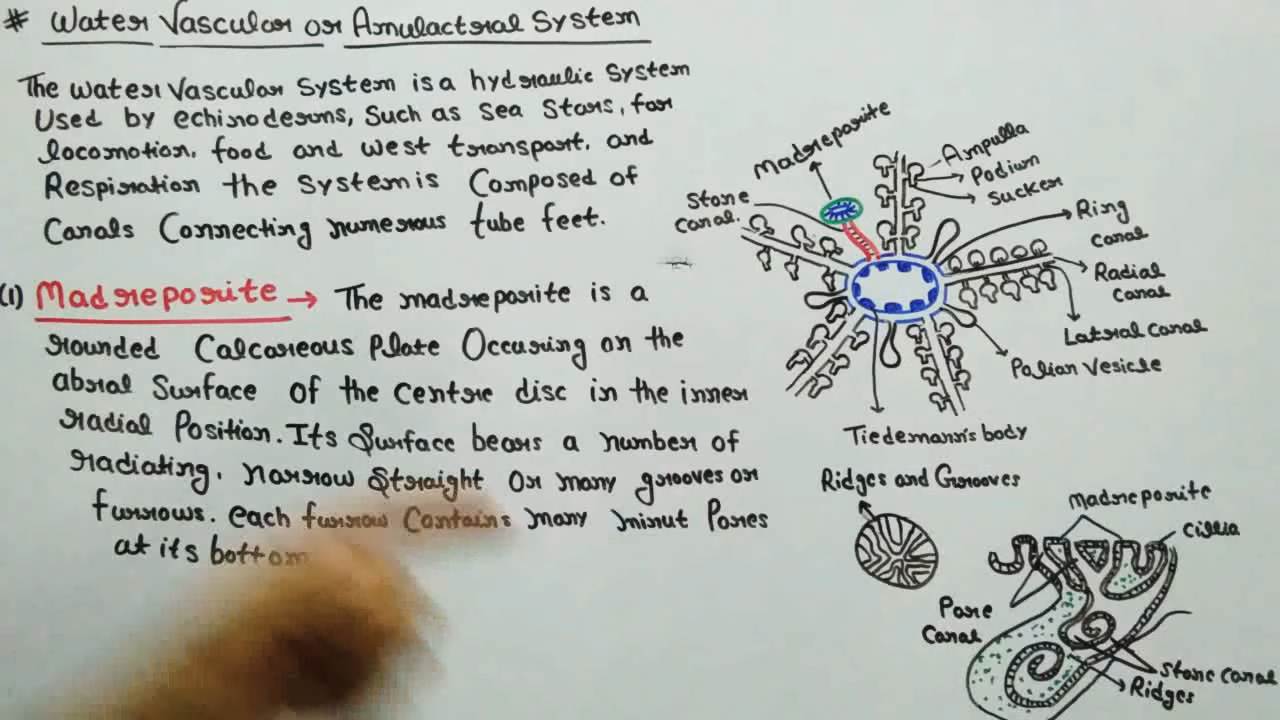 # Water Vascular or Amulactral System
The Water Vascular System is a hydraulic System
Used by echinoderms, Such as Sea Stars, for
locomotion, food and west transport, and
Respiration the System is Composed of
Canals Connecting numerous tube feet.
(1) Madreporite → The madreporite is a
rounded Calcareous Plate Occuring on the
abral Surface of the Centre disc in the inner
radial Position. Its Surface bears a number of
radiating, narrow Straight Or many grooves or
furrows. each furrow Contains many minut Pores
at its bottom
Madreporite
Ampulla
Podium
Sucker
Stone
Canal.
Ring
Canal
Radial
Canal
Latral Canal
Polian Vesicle
Tiedemann's body
Ridges and Grooves
madreporite
Cillia
Pore
Canal
Stone Canal
Ridges